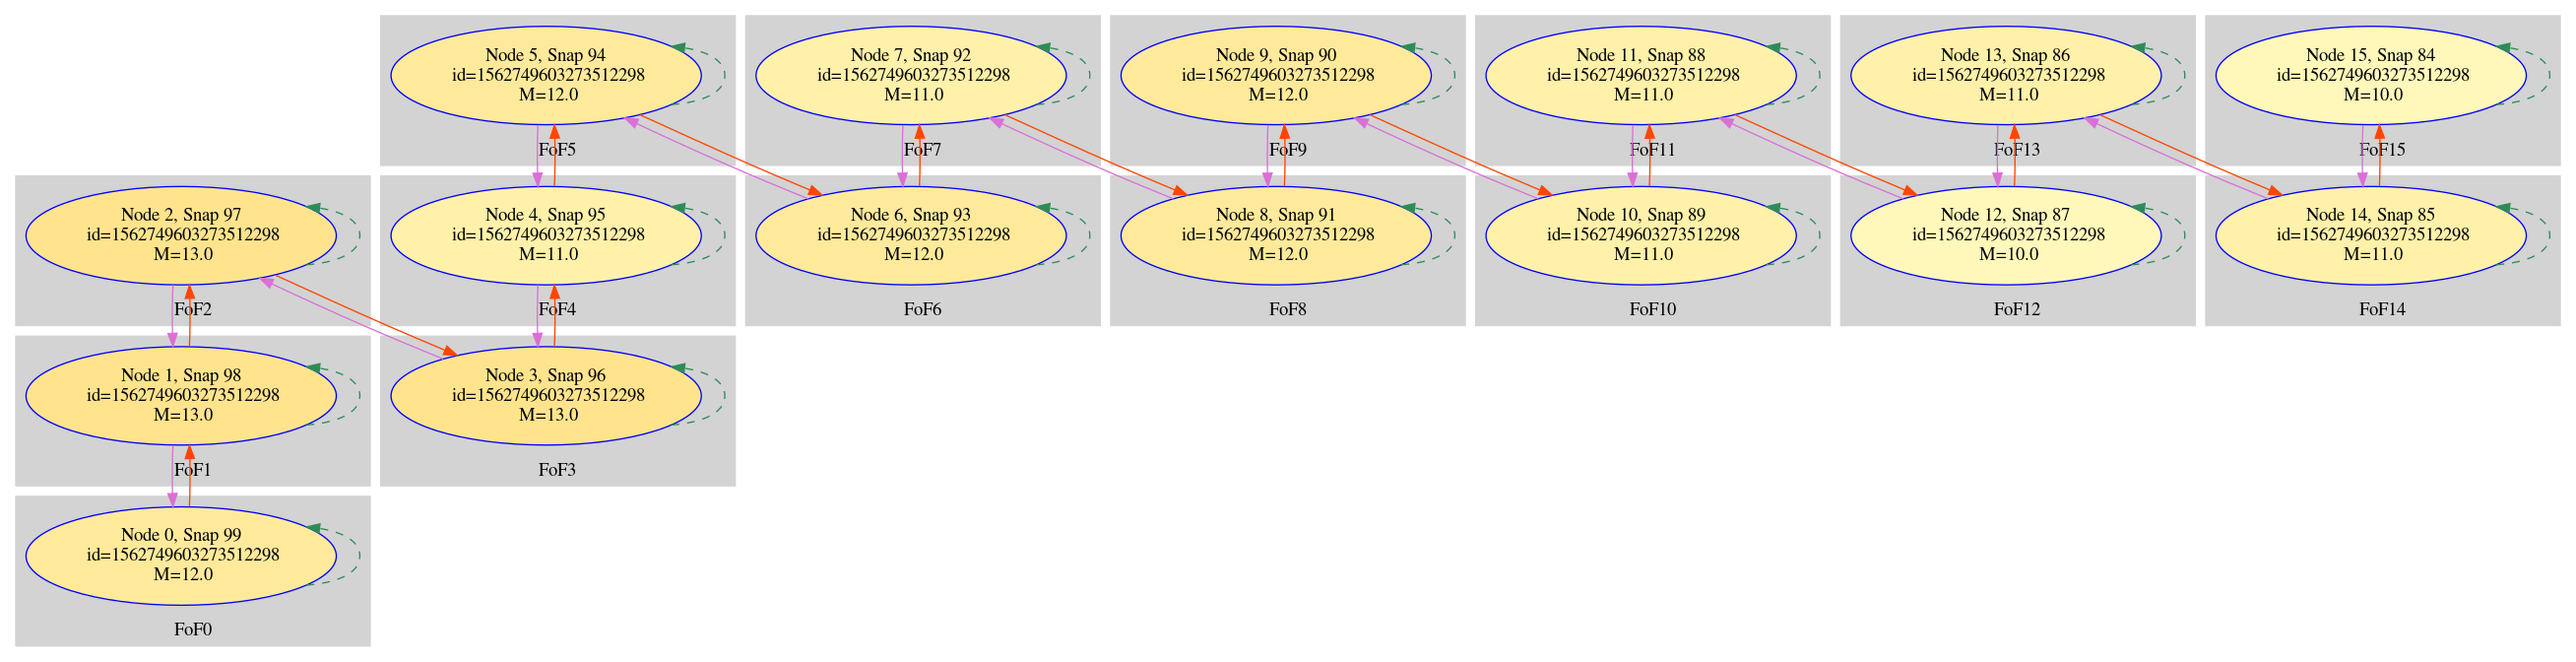 Node 5, Snap 94
id=1562749603273512298
M=12.0
FoF5
Node 7, Snap 92
id=1562749603273512298
M=11.0
FoF7
Node 9, Snap 90
id=1562749603273512298
M=12.0
FoF9
Node 11, Snap 88
id=1562749603273512298
M=11.0
FoF11
Node 13, Snap 86
id=1562749603273512298
M=11.0
FoF13
Node 15, Snap 84
id=1562749603273512298
M=10.0
FoF15
Node 2, Snap 97
id=1562749603273512298
M=13.0
FoF2
Node 4, Snap 95
id=1562749603273512298
M=11.0
FoF4
Node 6, Snap 93
id=1562749603273512298
M=12.0
FoF6
Node 8, Snap 91
id=1562749603273512298
M=12.0
FoF8
Node 10, Snap 89
id=1562749603273512298
M=11.0
FoF10
Node 12, Snap 87
id=1562749603273512298
M=10.0
FoF12
Node 14, Snap 85
id=1562749603273512298
M=11.0
FoF14
Node 1, Snap 98
id=1562749603273512298
M=13.0
FoF1
Node 3, Snap 96
id=1562749603273512298
M=13.0
FoF3
Node 0, Snap 99
id=1562749603273512298
M=12.0
FoF0